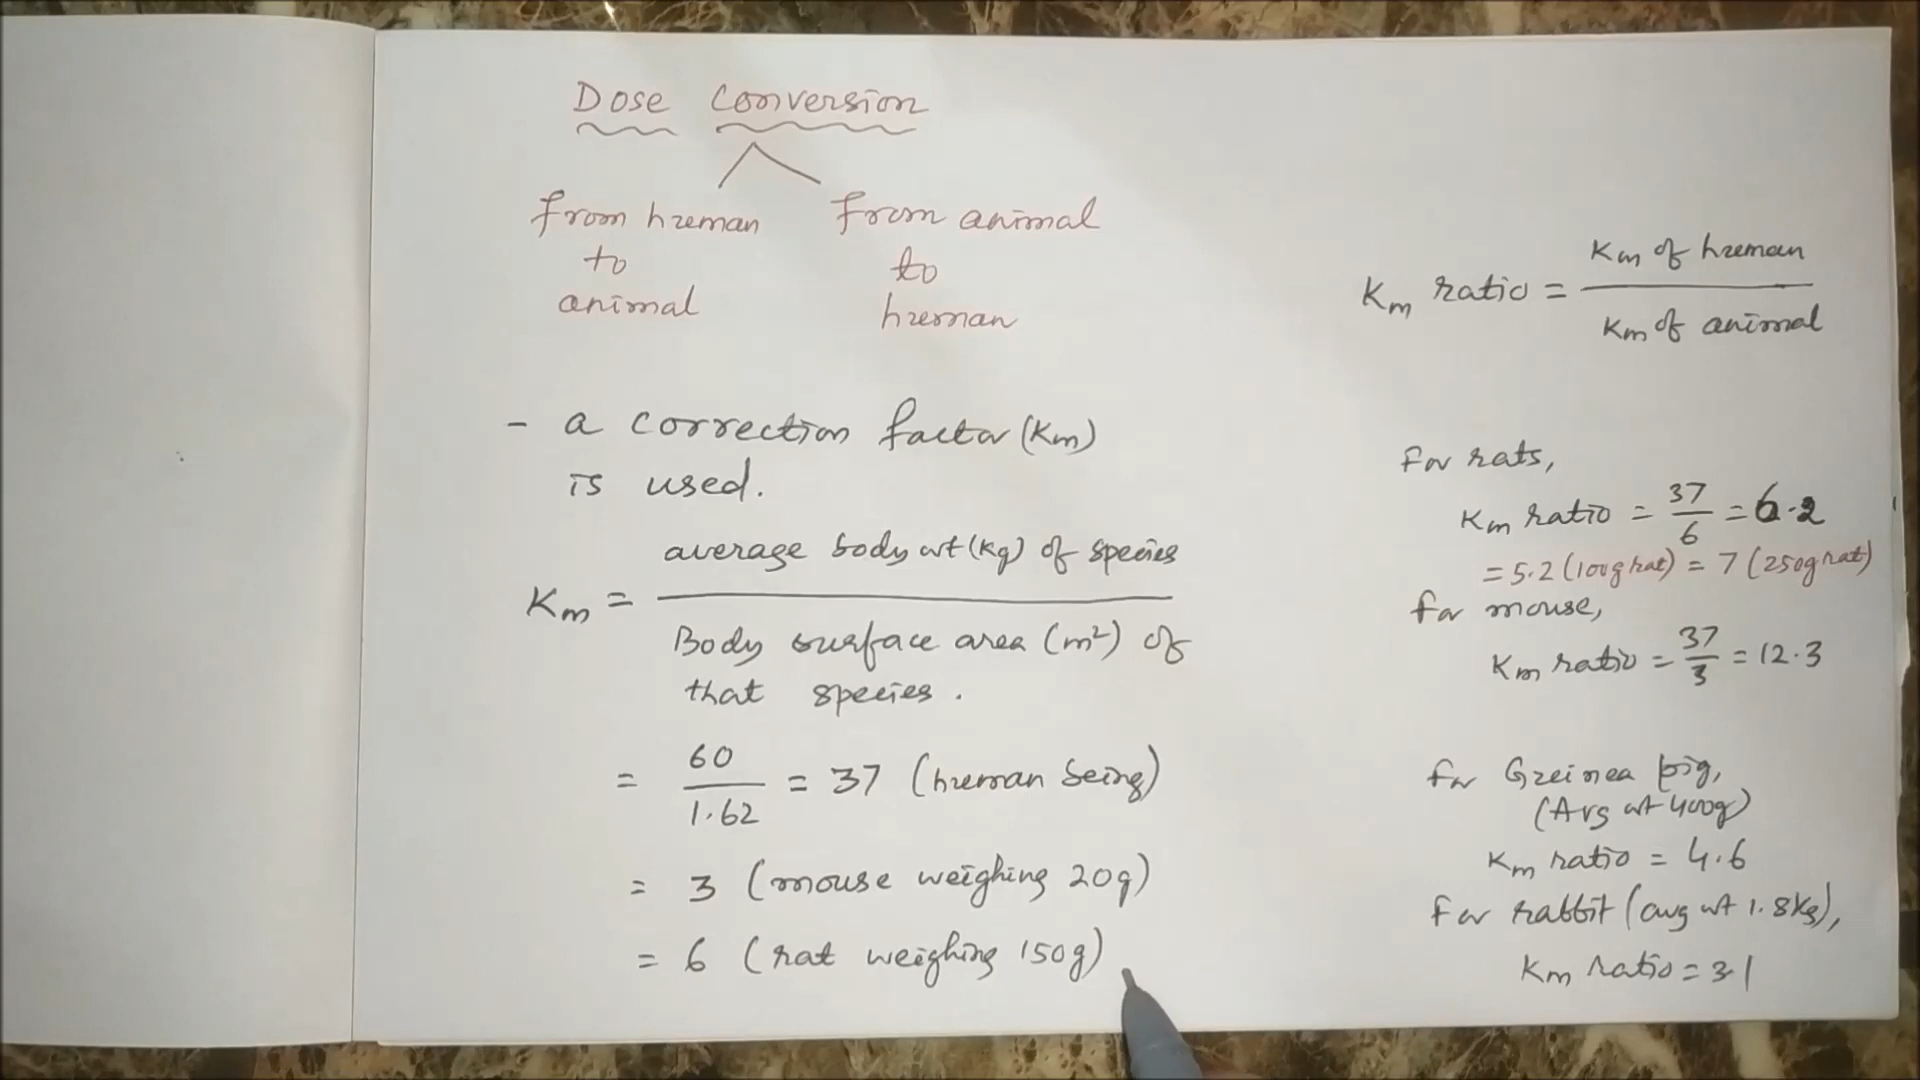 Dose Conversion
from human
to
animal
from animal
to
human
- a correction factor (Km)
is used.
Km = average body wt (kg) of species
Body surface area (m²) of
that species.
= 60 / 1.62 = 37 (human being)
= 3 (mouse weighing 20g)
= 6 (rat weighing 150g)
Km ratio = Km of human
Km of animal
For rats,
Km ratio = 37 / 6 = 6.2
= 5.2 (100g rat) = 7 (250g rat)
for mouse,
Km ratio = 37 / 3 = 12.3
for Guinea pig,
(Avg wt 400g)
Km ratio = 4.6
For rabbit (avg wt 1.8kg),
Km ratio = 3.1